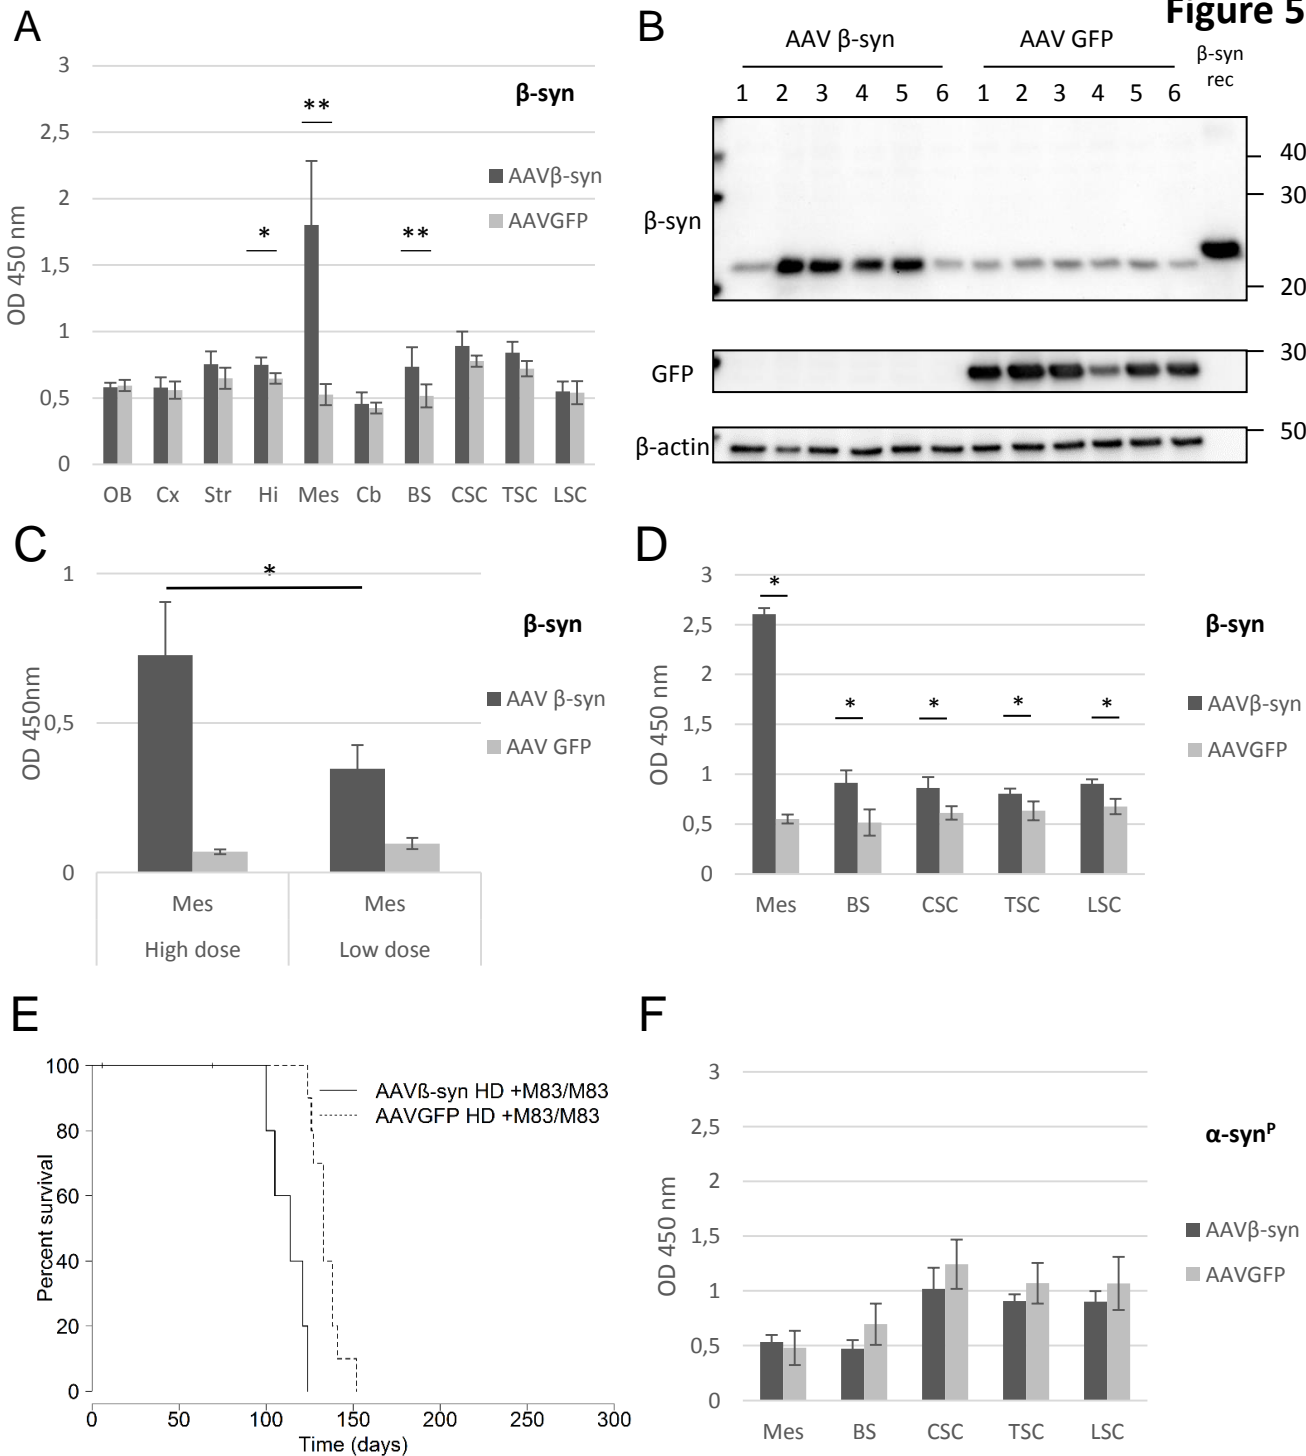 Figure 5
A
3
2,5
2
1,5
1
0,5
0
OD 450 nm
β-syn
**
*
**
AAVβ-syn
AAVGFP
OB Cx Str Hi Mes Cb BS CSC TSC LSC
B
AAV β-syn AAV GFP β-syn rec
1 2 3 4 5 6 1 2 3 4 5 6
β-syn
40
30
20
GFP
30
β-actin
50
C
1
0,5
0
OD 450nm
*
β-syn
AAV β-syn
AAV GFP
Mes Mes
High dose Low dose
D
3
2,5
2
1,5
1
0,5
0
OD 450 nm
* * * * *
β-syn
AAVβ-syn
AAVGFP
Mes BS CSC TSC LSC
E
100
80
60
40
20
0
Percent survival
AAVß-syn HD +M83/M83
AAVGFP HD +M83/M83
0 50 100 150 200 250 300
Time (days)
F
3
2,5
2
1,5
1
0,5
0
OD 450 nm
α-synᴾ
AAVβ-syn
AAVGFP
Mes BS CSC TSC LSC